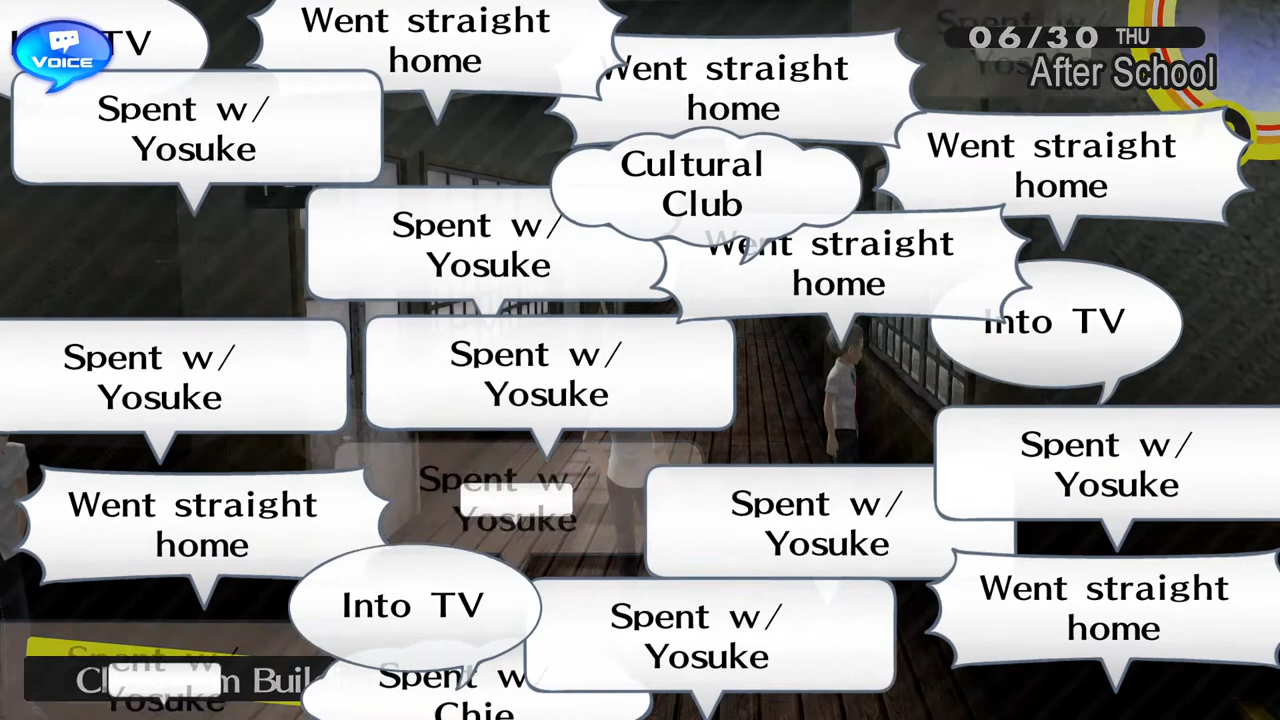 TV
VOICE
Went straight
home
Went straight
home
06/30 THU
After School
Spent w/
Yosuke
Cultural
Club
Went straight
home
Spent w/
Yosuke
Went straight
home
Into TV
Spent w/
Yosuke
Spent w/
Yosuke
Spent w/
Yosuke
Went straight
home
Spent w/
Yosuke
Spent w/
Yosuke
Into TV
Spent w/
Yosuke
Went straight
home
Spent w/
Yosuke
Spent w/
Chie